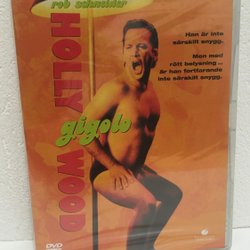 rob schneider
Han är inte
särskilt snygg.
Men med
rätt belysning...
är han fortfarande
inte särskilt snygg.
HOLLY
WOOD
gigolo
DVD